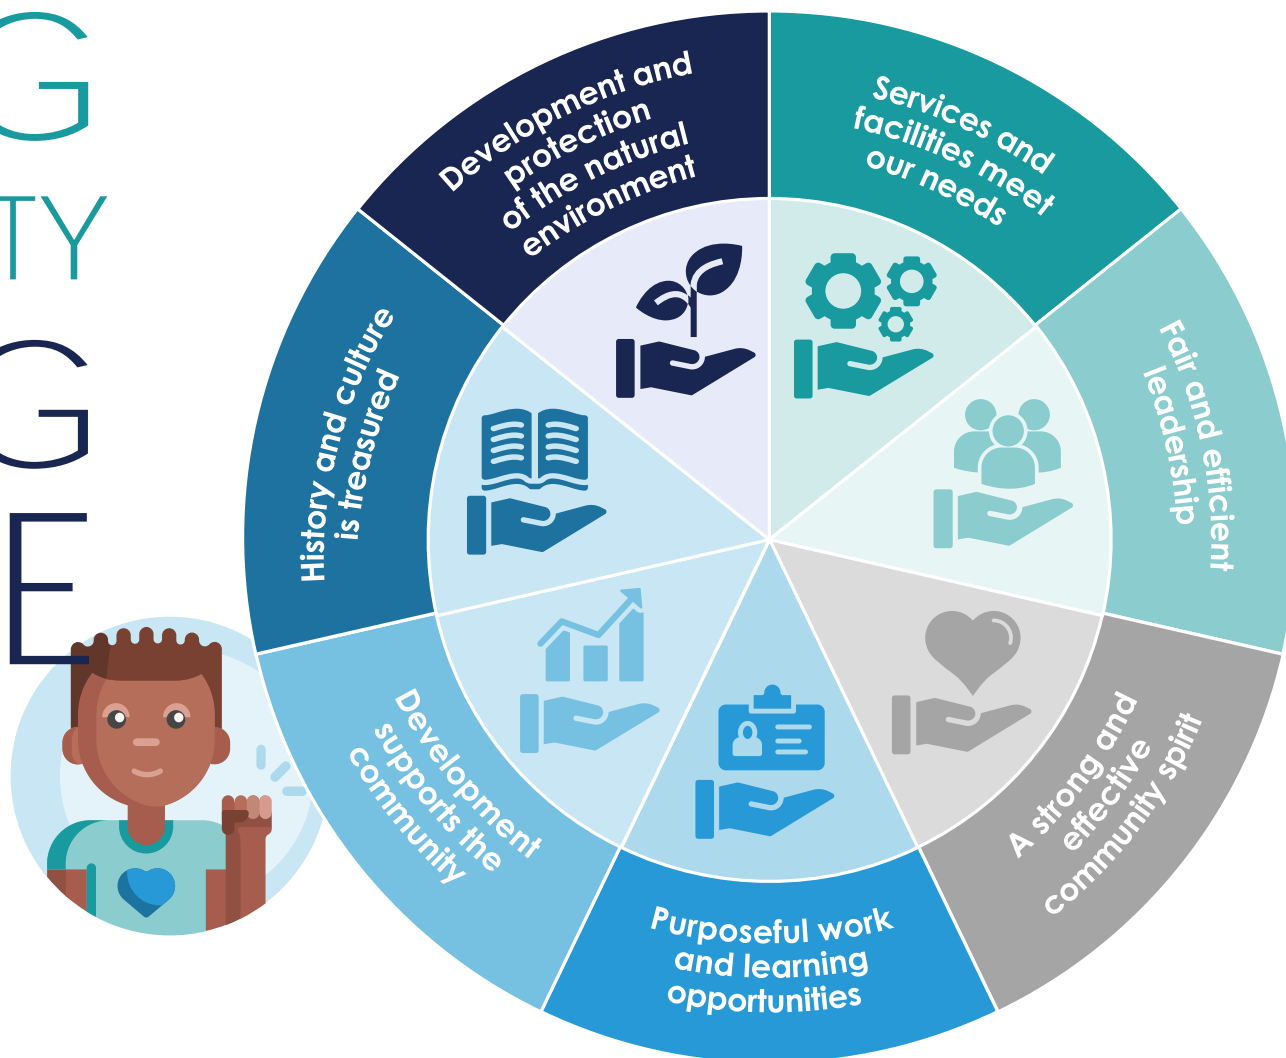 G
TY
G
E
Development and
protection
of the natural
environment
Services and
facilities meet
our needs
Fair and efficient
leadership
A strong and
effective
community spirit
Purposeful work
and learning
opportunities
Development
supports the
community
History and culture
is treasured